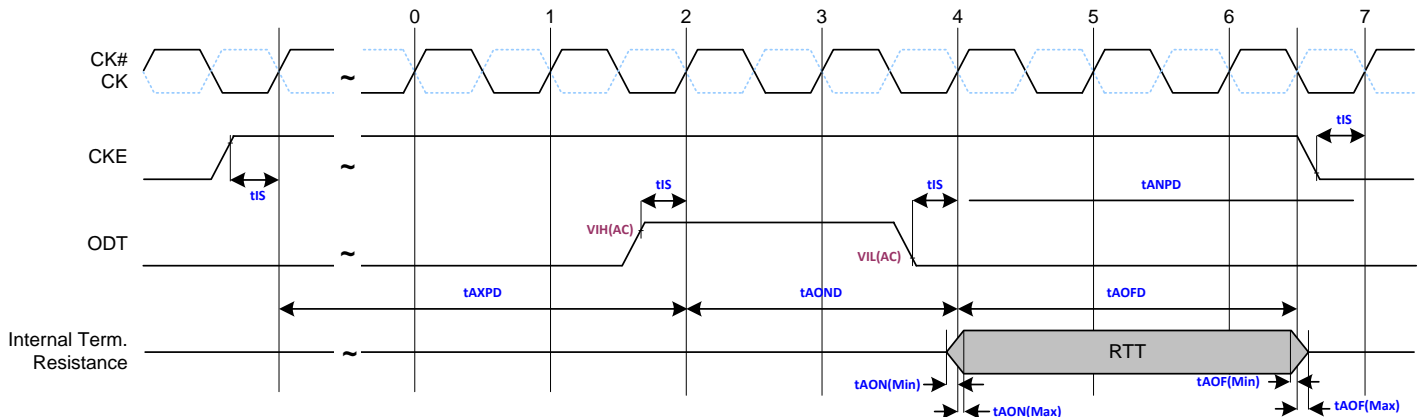 0 1 2 3 4 5 6 7
CK#
CK
~
tIS
CKE
~
tIS
tIS
tIS
tANPD
VIH(AC)
ODT
~
VIL(AC)
tAXPD
tAOND
tAOFD
Internal Term.
Resistance
~
RTT
tAON(Min)
tAOF(Min)
tAON(Max)
tAOF(Max)